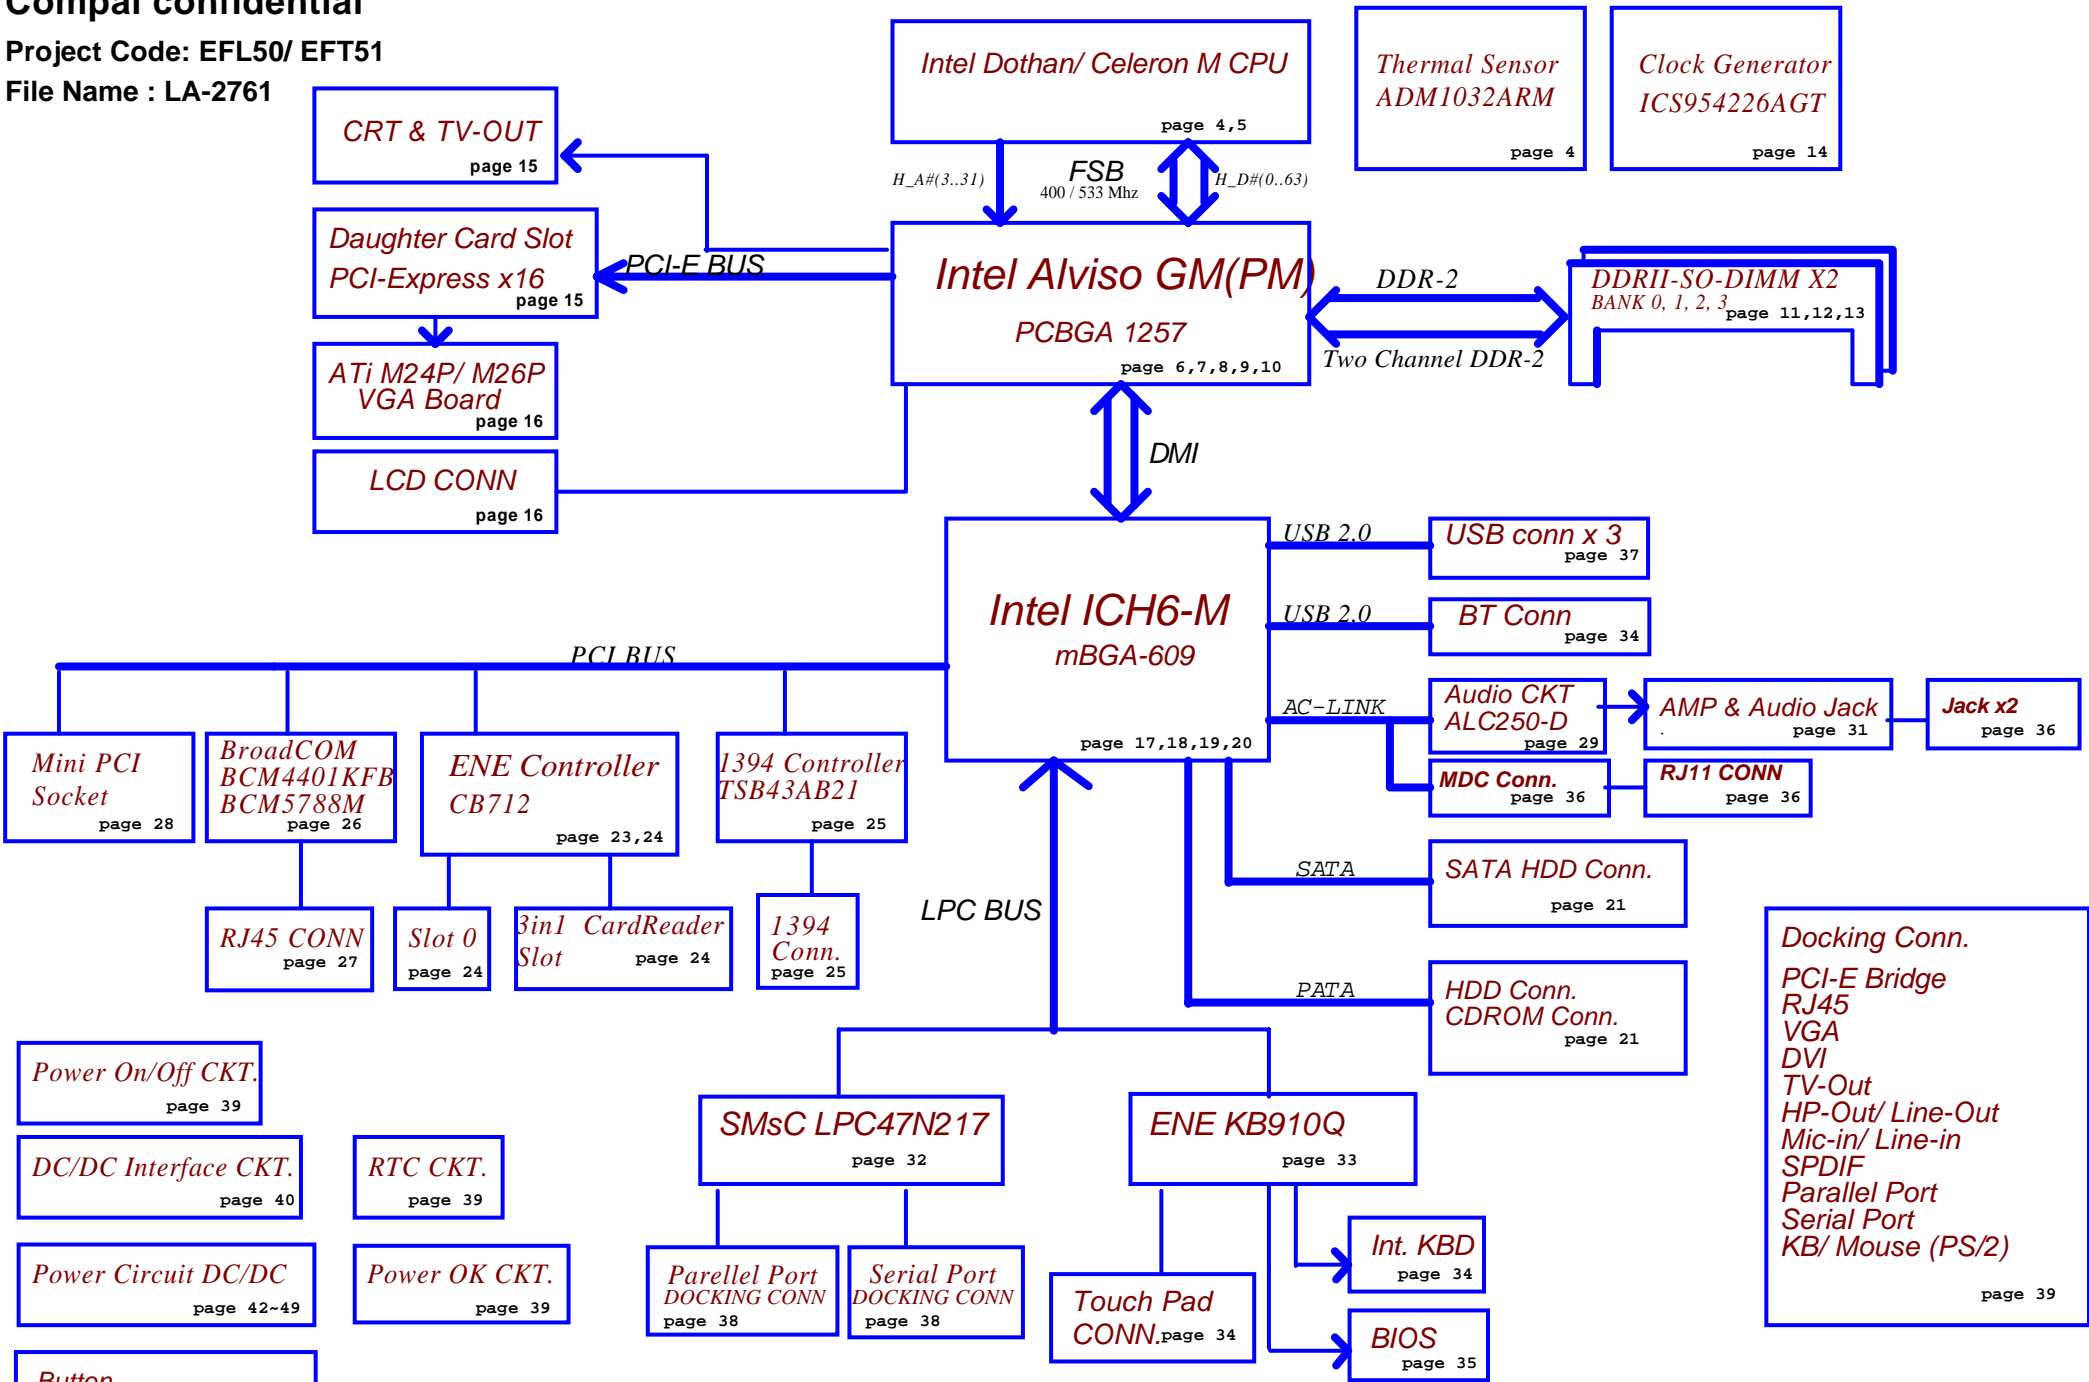 Compal confidential
Project Code: EFL50/ EFT51
File Name : LA-2761
Intel Dothan/ Celeron M CPU
page 4,5
Thermal Sensor
ADM1032ARM
page 4
Clock Generator
ICS954226AGT
page 14
CRT & TV-OUT
page 15
H_A#(3..31)
FSB
400 / 533 Mhz
H_D#(0..63)
Daughter Card Slot
PCI-Express x16
page 15
PCI-E BUS
Intel Alviso GM(PM)
PCBGA 1257
page 6,7,8,9,10
DDR-2
Two Channel DDR-2
DDRII-SO-DIMM X2
BANK 0, 1, 2, 3
page 11,12,13
ATi M24P/ M26P
VGA Board
page 16
LCD CONN
page 16
DMI
Intel ICH6-M
mBGA-609
page 17,18,19,20
USB 2.0
USB conn x 3
page 37
USB 2.0
BT Conn
page 34
AC-LINK
Audio CKT
ALC250-D
page 29
AMP & Audio Jack
.
page 31
Jack x2
page 36
MDC Conn.
page 36
RJ11 CONN
page 36
PCI BUS
Mini PCI
Socket
page 28
BroadCOM
BCM4401KFB
BCM5788M
page 26
ENE Controller
CB712
page 23,24
1394 Controller
TSB43AB21
page 25
RJ45 CONN
page 27
Slot 0
page 24
3in1 CardReader
Slot
page 24
1394
Conn.
page 25
LPC BUS
SATA
SATA HDD Conn.
page 21
PATA
HDD Conn.
CDROM Conn.
page 21
Docking Conn.
PCI-E Bridge
RJ45
VGA
DVI
TV-Out
HP-Out/ Line-Out
Mic-in/ Line-in
SPDIF
Parallel Port
Serial Port
KB/ Mouse (PS/2)
page 39
Power On/Off CKT.
page 39
DC/DC Interface CKT.
page 40
RTC CKT.
page 39
Power Circuit DC/DC
page 42~49
Power OK CKT.
page 39
SMsC LPC47N217
page 32
ENE KB910Q
page 33
Parellel Port
DOCKING CONN
page 38
Serial Port
DOCKING CONN
page 38
Touch Pad
CONN.
page 34
Int. KBD
page 34
BIOS
page 35
Button